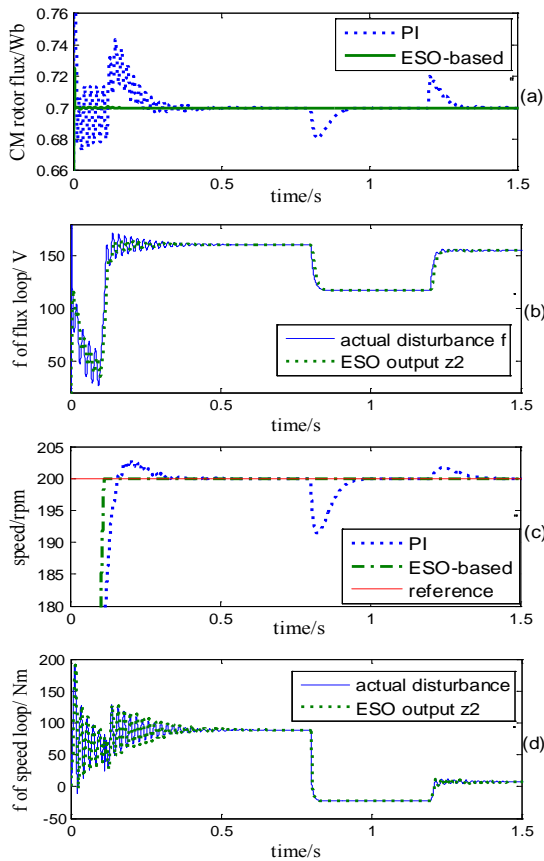 0.76
0.74
0.72
0.7
0.68
0.66
CM rotor flux/Wb
PI
ESO-based
(a)
0 0.5 1 1.5
time/s
150
100
50
f of flux loop/ V
actual disturbance f
ESO output z2
(b)
0 0.5 1 1.5
time/s
205
200
195
190
185
180
speed/rpm
PI
ESO-based
reference
(c)
0 0.5 1 1.5
time/s
200
150
100
50
0
-50
f of speed loop/ Nm
actual disturbance
ESO output z2
(d)
0 0.5 1 1.5
time/s